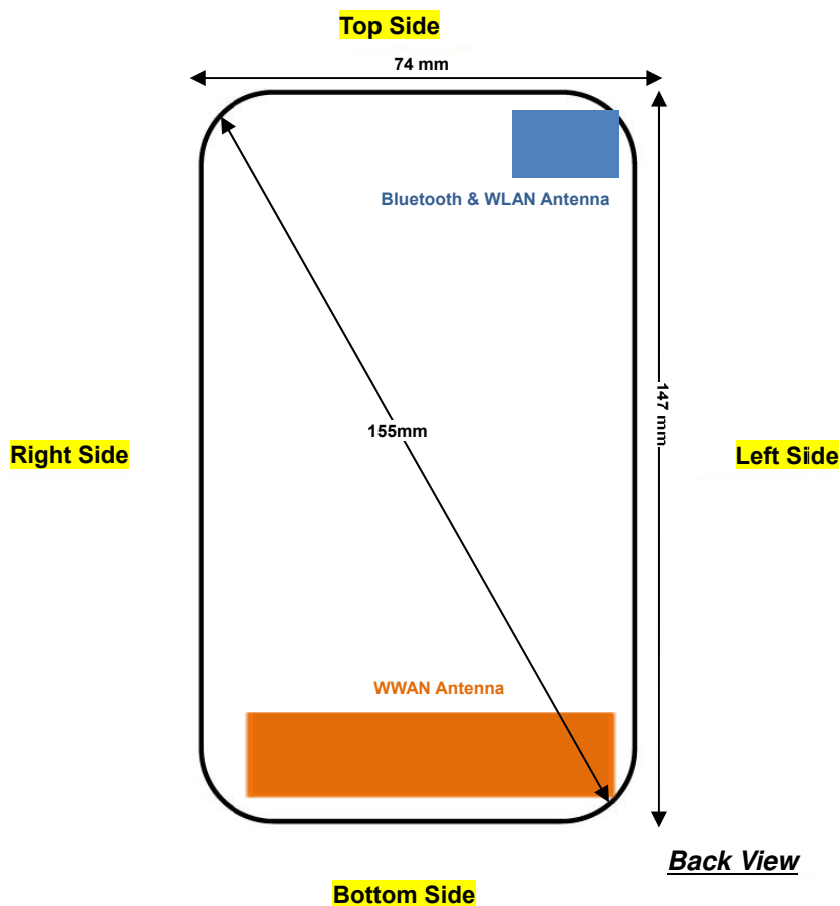 Top Side
74 mm
Bluetooth & WLAN Antenna
147 mm
155mm
Right Side
Left Side
WWAN Antenna
Back View
Bottom Side